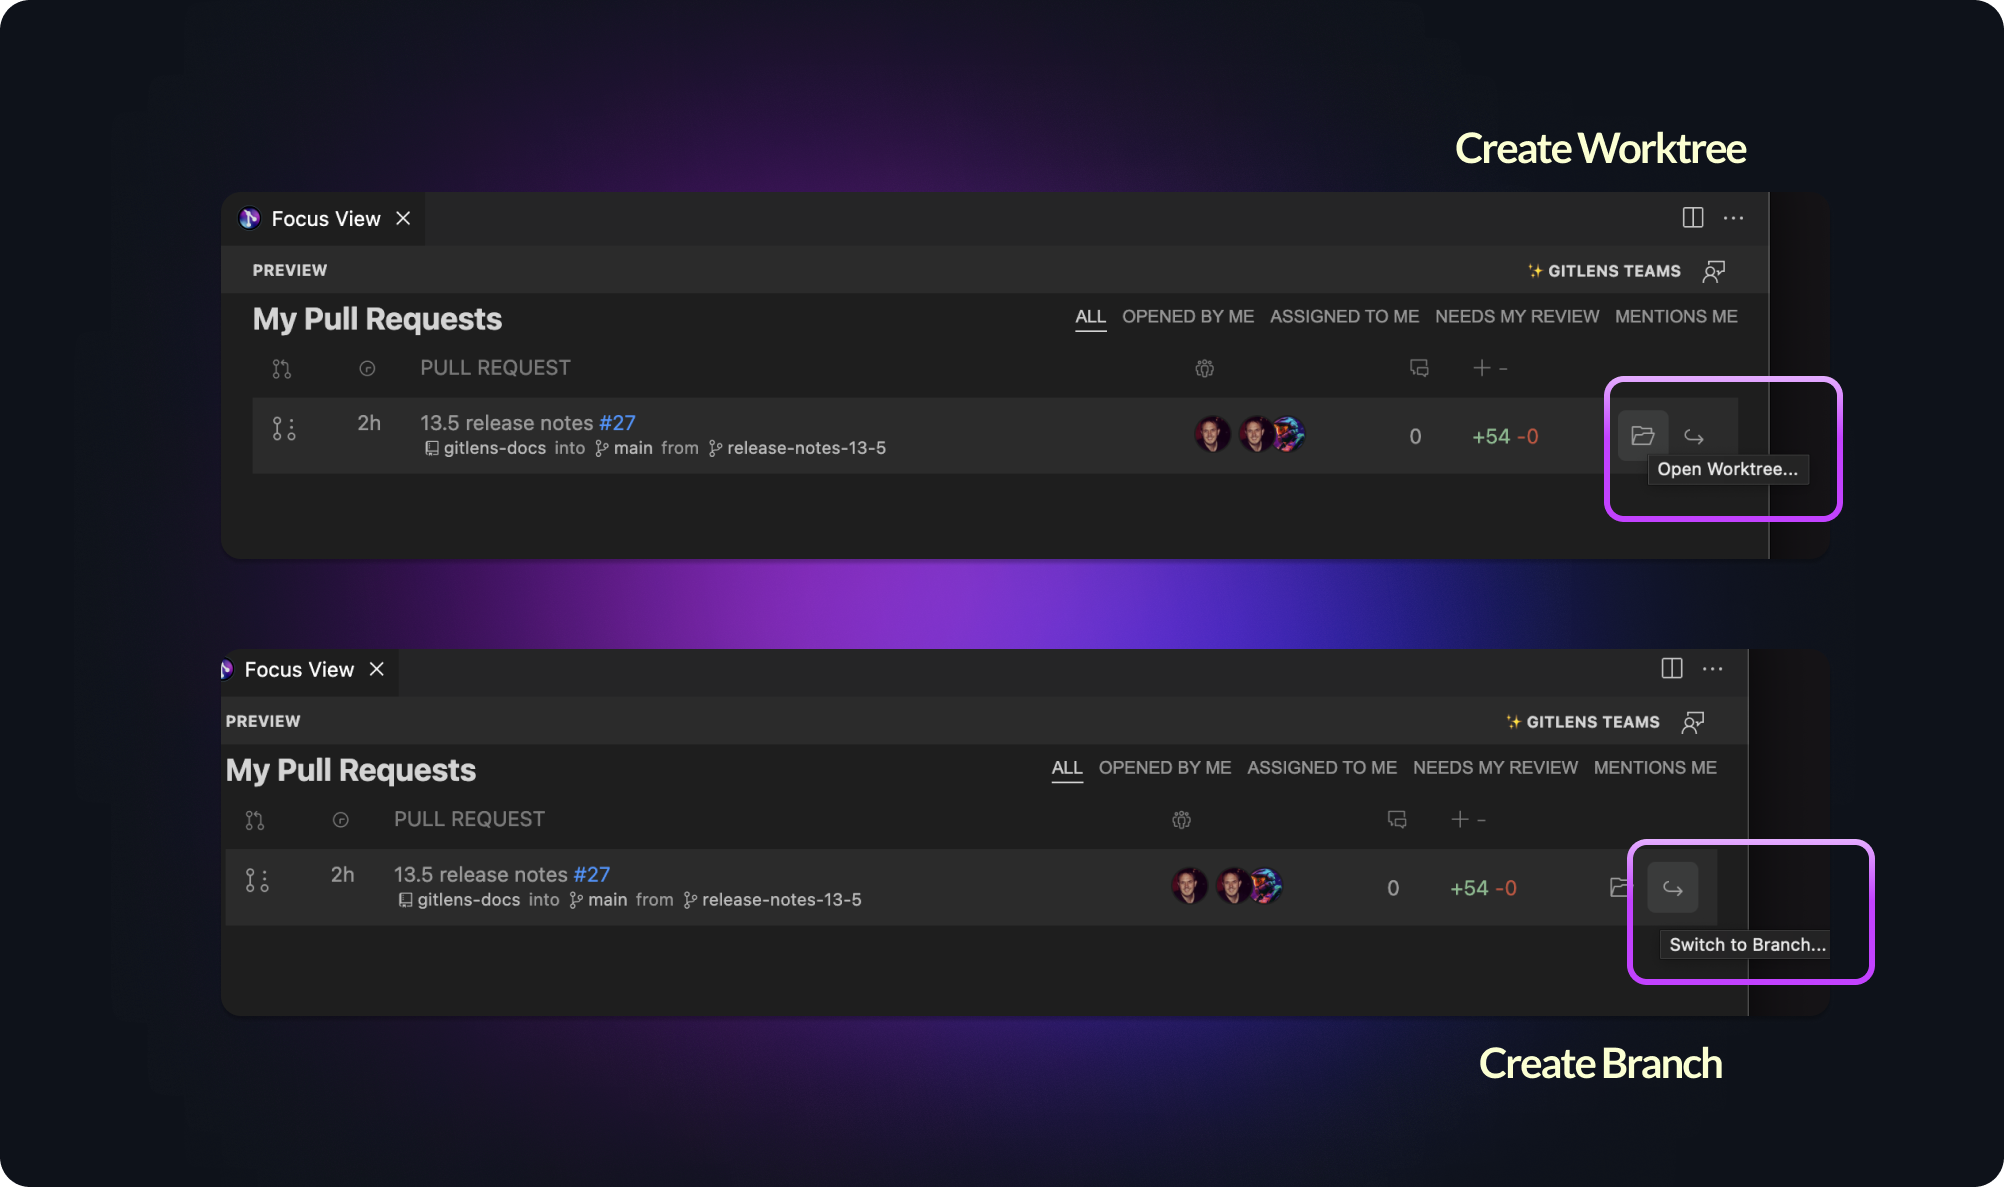 Create Worktree
Focus View
PREVIEW
✨ GITLENS TEAMS
My Pull Requests
ALL OPENED BY ME ASSIGNED TO ME NEEDS MY REVIEW MENTIONS ME
PULL REQUEST + -
2h 13.5 release notes #27 0 +54 -0
gitlens-docs into main from release-notes-13-5
Open Worktree...
Focus View
PREVIEW
✨ GITLENS TEAMS
My Pull Requests
ALL OPENED BY ME ASSIGNED TO ME NEEDS MY REVIEW MENTIONS ME
PULL REQUEST + -
2h 13.5 release notes #27 0 +54 -0
gitlens-docs into main from release-notes-13-5
Switch to Branch...
Create Branch